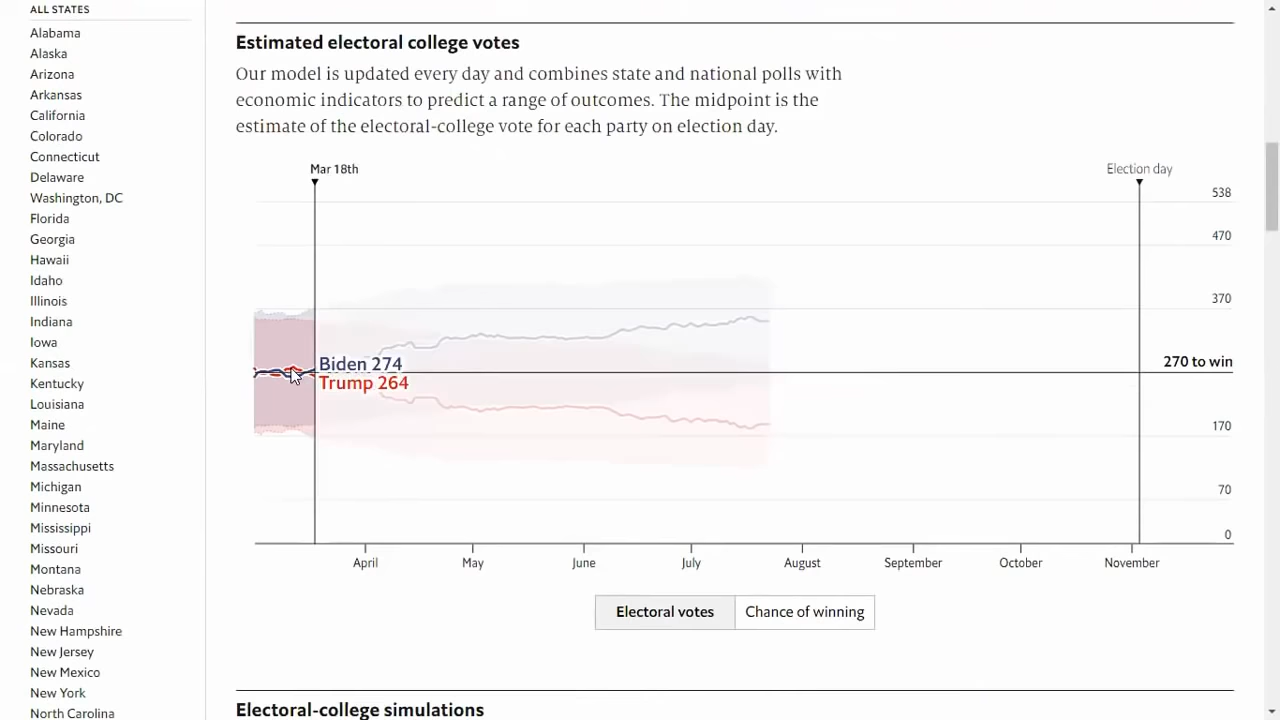 ALL STATES
Alabama
Alaska
Arizona
Arkansas
California
Colorado
Connecticut
Delaware
Washington, DC
Florida
Georgia
Hawaii
Idaho
Illinois
Indiana
Iowa
Kansas
Kentucky
Louisiana
Maine
Maryland
Massachusetts
Michigan
Minnesota
Mississippi
Missouri
Montana
Nebraska
Nevada
New Hampshire
New Jersey
New Mexico
New York
North Carolina
Estimated electoral college votes
Our model is updated every day and combines state and national polls with
economic indicators to predict a range of outcomes. The midpoint is the
estimate of the electoral-college vote for each party on election day.
Mar 18th
Election day
538
470
370
270 to win
170
70
0
Biden 274
Trump 264
April May June July August September October November
Electoral votes Chance of winning
Electoral-college simulations